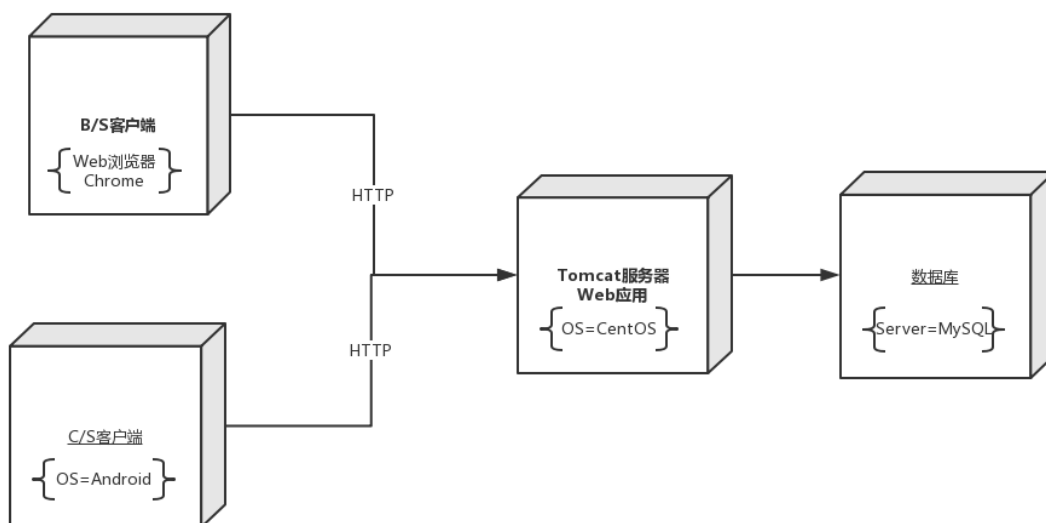 B/S客户端
Web浏览器
Chrome
HTTP
HTTP
C/S客户端
OS=Android
Tomcat服务器
Web应用
OS=CentOS
数据库
Server=MySQL